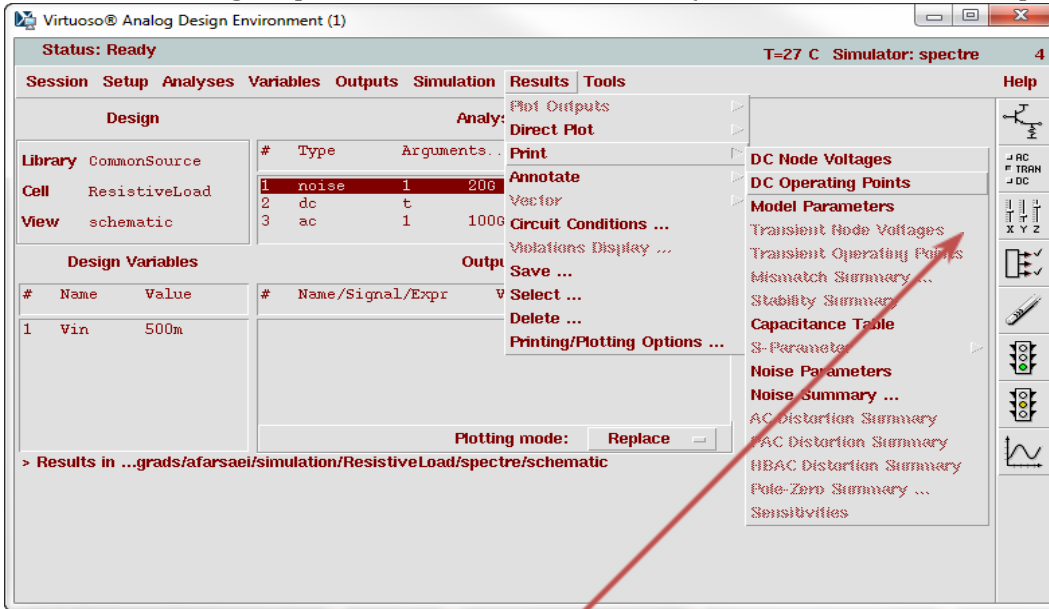 Virtuoso® Analog Design Environment (1)
Status: Ready T=27 C Simulator: spectre 4
Session Setup Analyses Variables Outputs Simulation Results Tools Help
Design
Library CommonSource
Cell ResistiveLoad
View schematic
Design Variables
# Name Value
1 Vin 500m
Analys
# Type Arguments..
1 noise 1 20G
2 dc t
3 ac 1 100G
Outpu
# Name/Signal/Expr V
Plotting mode: Replace
> Results in ...grads/afarsaei/simulation/ResistiveLoad/spectre/schematic
Plot Outputs
Direct Plot
Print
Annotate
Vector
Circuit Conditions ...
Violations Display ...
Save ...
Select ...
Delete ...
Printing/Plotting Options ...
DC Node Voltages
DC Operating Points
Model Parameters
Transient Node Voltages
Transient Operating Points
Mismatch Summary ...
Stability Summary
Capacitance Table
S-Parameter
Noise Parameters
Noise Summary ...
AC Distortion Summary
PAC Distortion Summary
HBAC Distortion Summary
Pole-Zero Summary ...
Sensitivities
AC
TRAN
DC
X Y Z